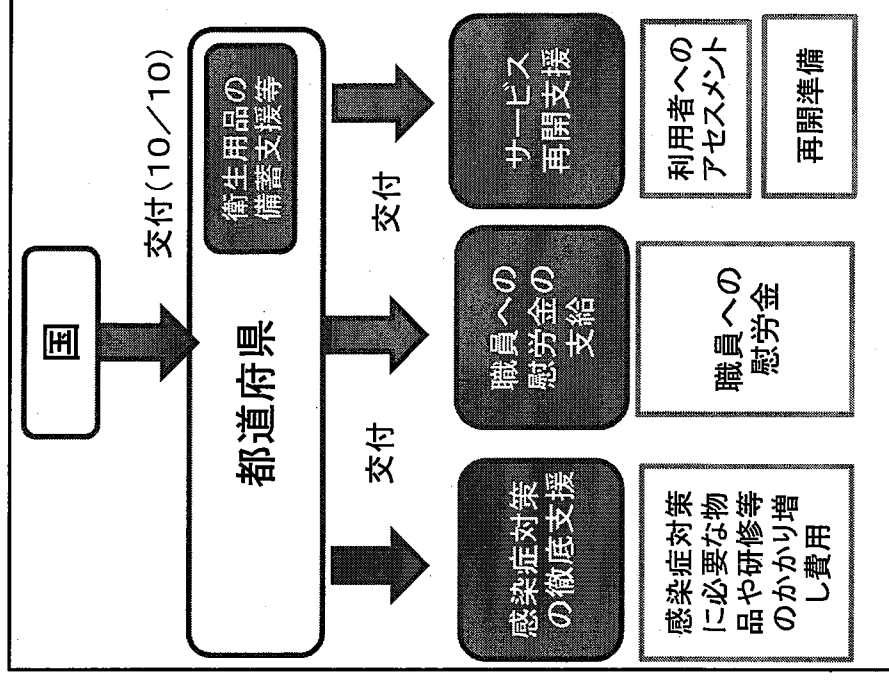 国
交付(10/10)
都道府県
衛生用品の
備蓄支援等
交付
交付
感染症対策
の徹底支援
職員への
慰労金の
支給
サービス
再開支援
感染症対策
に必要な物
品や研修等
のかかり増
し費用
職員への
慰労金
利用者への
アセスメント
再開準備